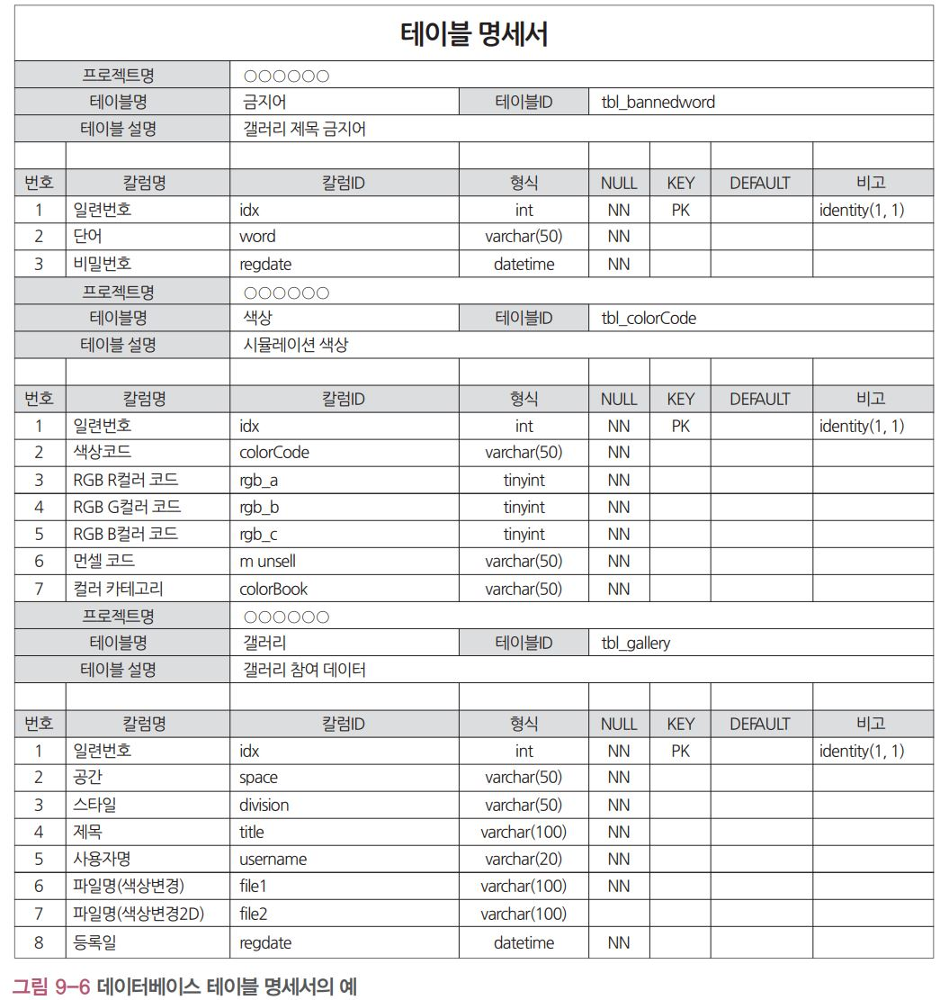 테이블 명세서
프로젝트명 ○○○○○○
테이블명 금지어 테이블ID tbl_bannedword
테이블 설명 갤러리 제목 금지어
번호 칼럼명 칼럼ID 형식 NULL KEY DEFAULT 비고
1 일련번호 idx int NN PK identity(1, 1)
2 단어 word varchar(50) NN
3 비밀번호 regdate datetime NN
프로젝트명 ○○○○○○
테이블명 색상 테이블ID tbl_colorCode
테이블 설명 시뮬레이션 색상
번호 칼럼명 칼럼ID 형식 NULL KEY DEFAULT 비고
1 일련번호 idx int NN PK identity(1, 1)
2 색상코드 colorCode varchar(50) NN
3 RGB R컬러 코드 rgb_a tinyint NN
4 RGB G컬러 코드 rgb_b tinyint NN
5 RGB B컬러 코드 rgb_c tinyint NN
6 먼셀 코드 m unsell varchar(50) NN
7 컬러 카테고리 colorBook varchar(50) NN
프로젝트명 ○○○○○○
테이블명 갤러리 테이블ID tbl_gallery
테이블 설명 갤러리 참여 데이터
번호 칼럼명 칼럼ID 형식 NULL KEY DEFAULT 비고
1 일련번호 idx int NN PK identity(1, 1)
2 공간 space varchar(50) NN
3 스타일 division varchar(50) NN
4 제목 title varchar(100) NN
5 사용자명 username varchar(20) NN
6 파일명(색상변경) file1 varchar(100) NN
7 파일명(색상변경2D) file2 varchar(100)
8 등록일 regdate datetime NN
그림 9-6 데이터베이스 테이블 명세서의 예